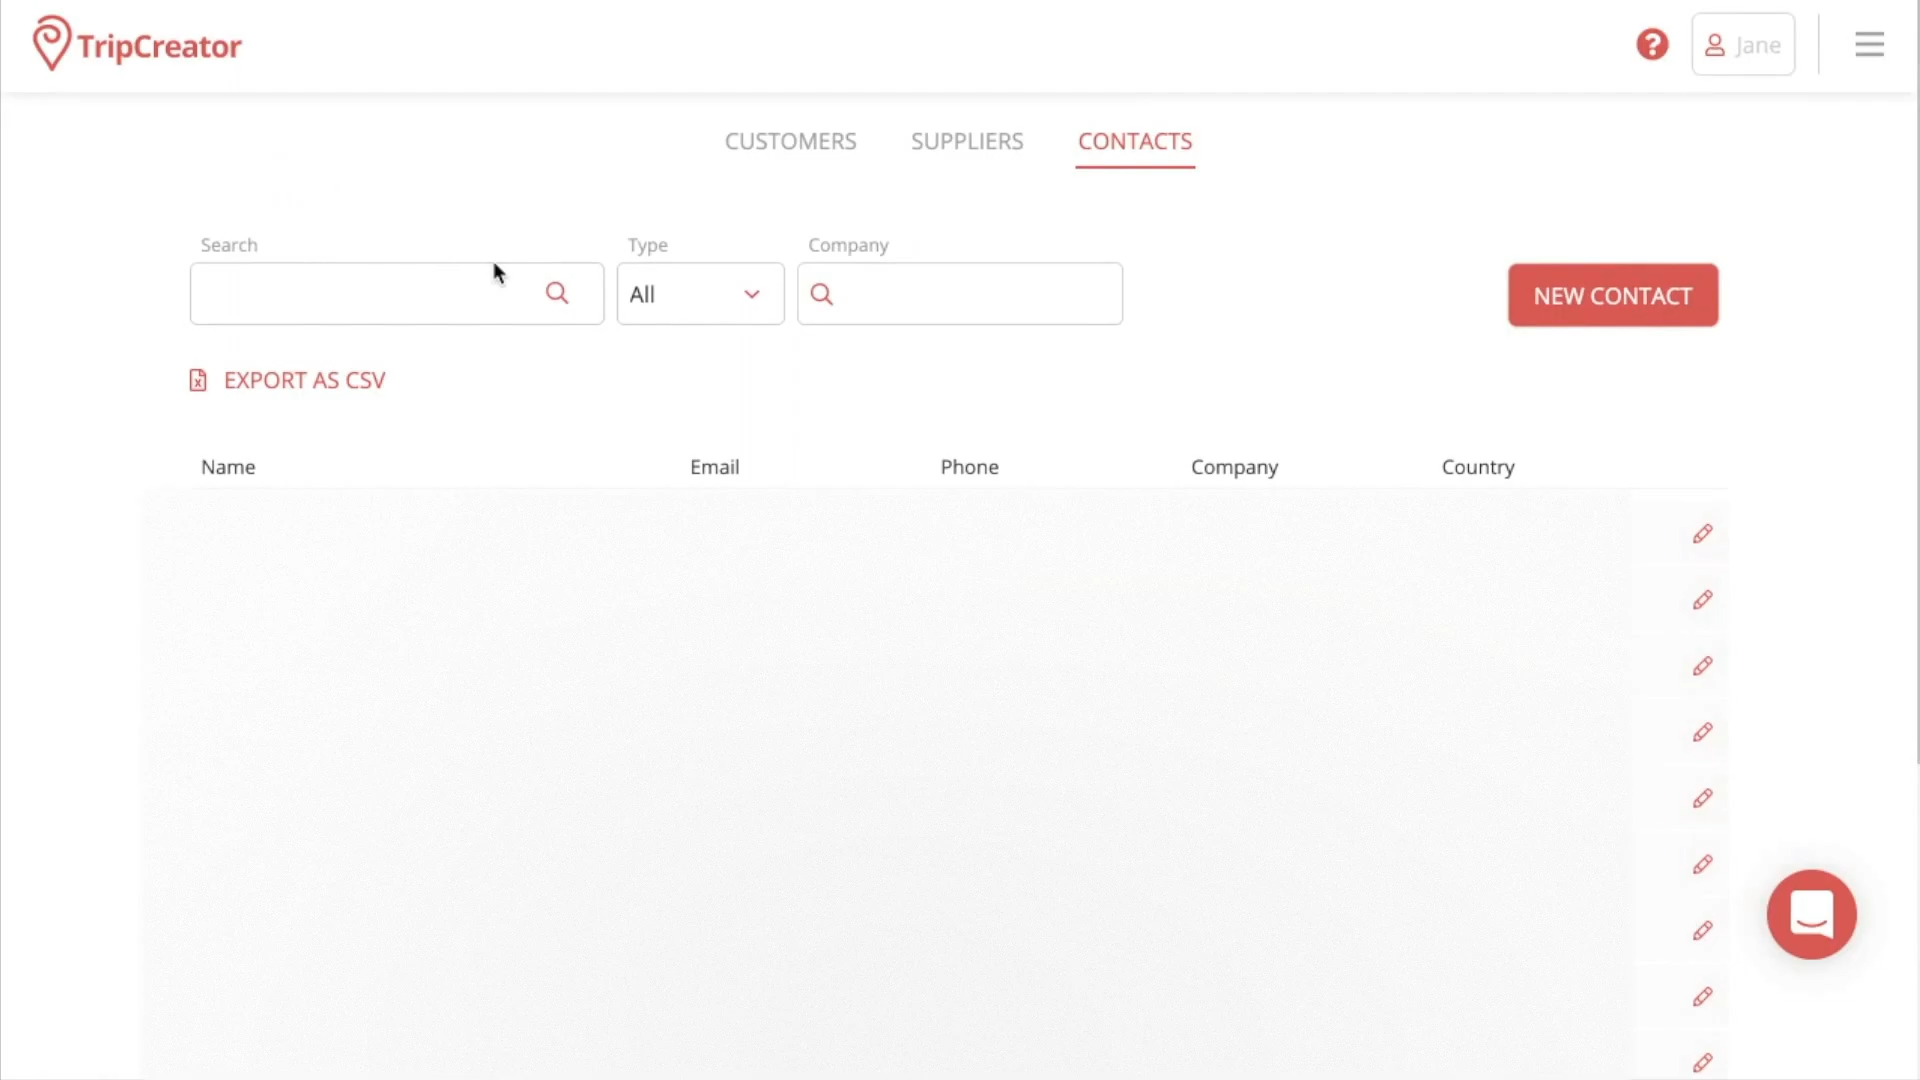 TripCreator
? Jane
CUSTOMERS SUPPLIERS CONTACTS
Search Type Company
All
NEW CONTACT
EXPORT AS CSV
Name Email Phone Company Country